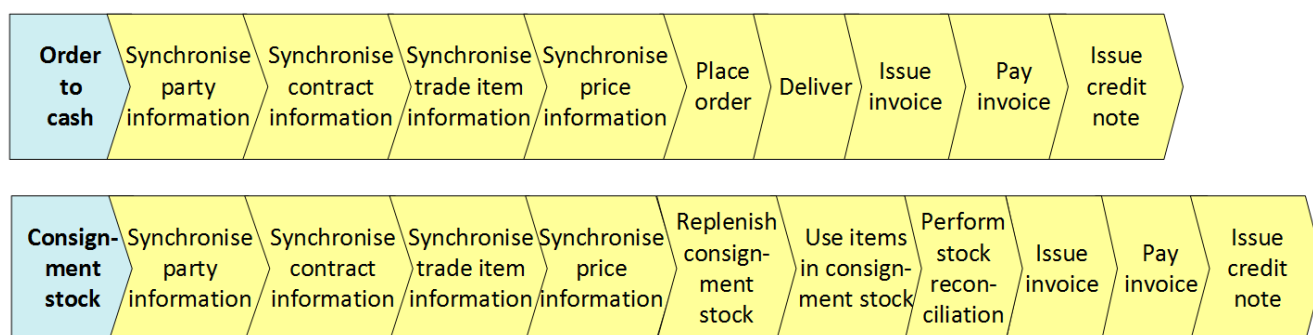 Order
to
cash
Synchronise
party
information
Synchronise
contract
information
Synchronise
trade item
information
Synchronise
price
information
Place
order
Deliver
Issue
invoice
Pay
invoice
Issue
credit
note
Consign-
ment
stock
Synchronise
party
information
Synchronise
contract
information
Synchronise
trade item
information
Synchronise
price
information
Replenish
consign-
ment
stock
Use items
in consign-
ment stock
Perform
stock
recon-
ciliation
Issue
invoice
Pay
invoice
Issue
credit
note